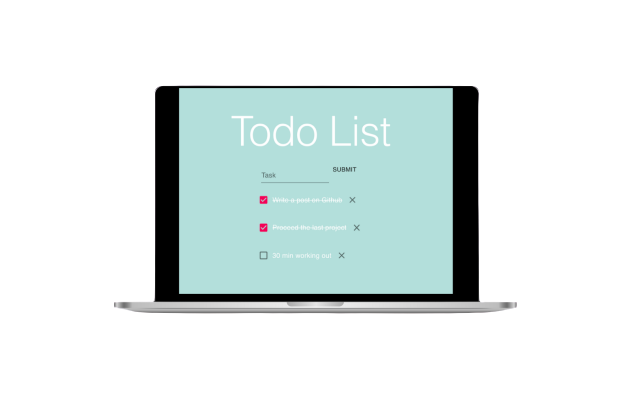 Todo List
Task
SUBMIT
Write a post on Github
Proceed the last project
30 min working out